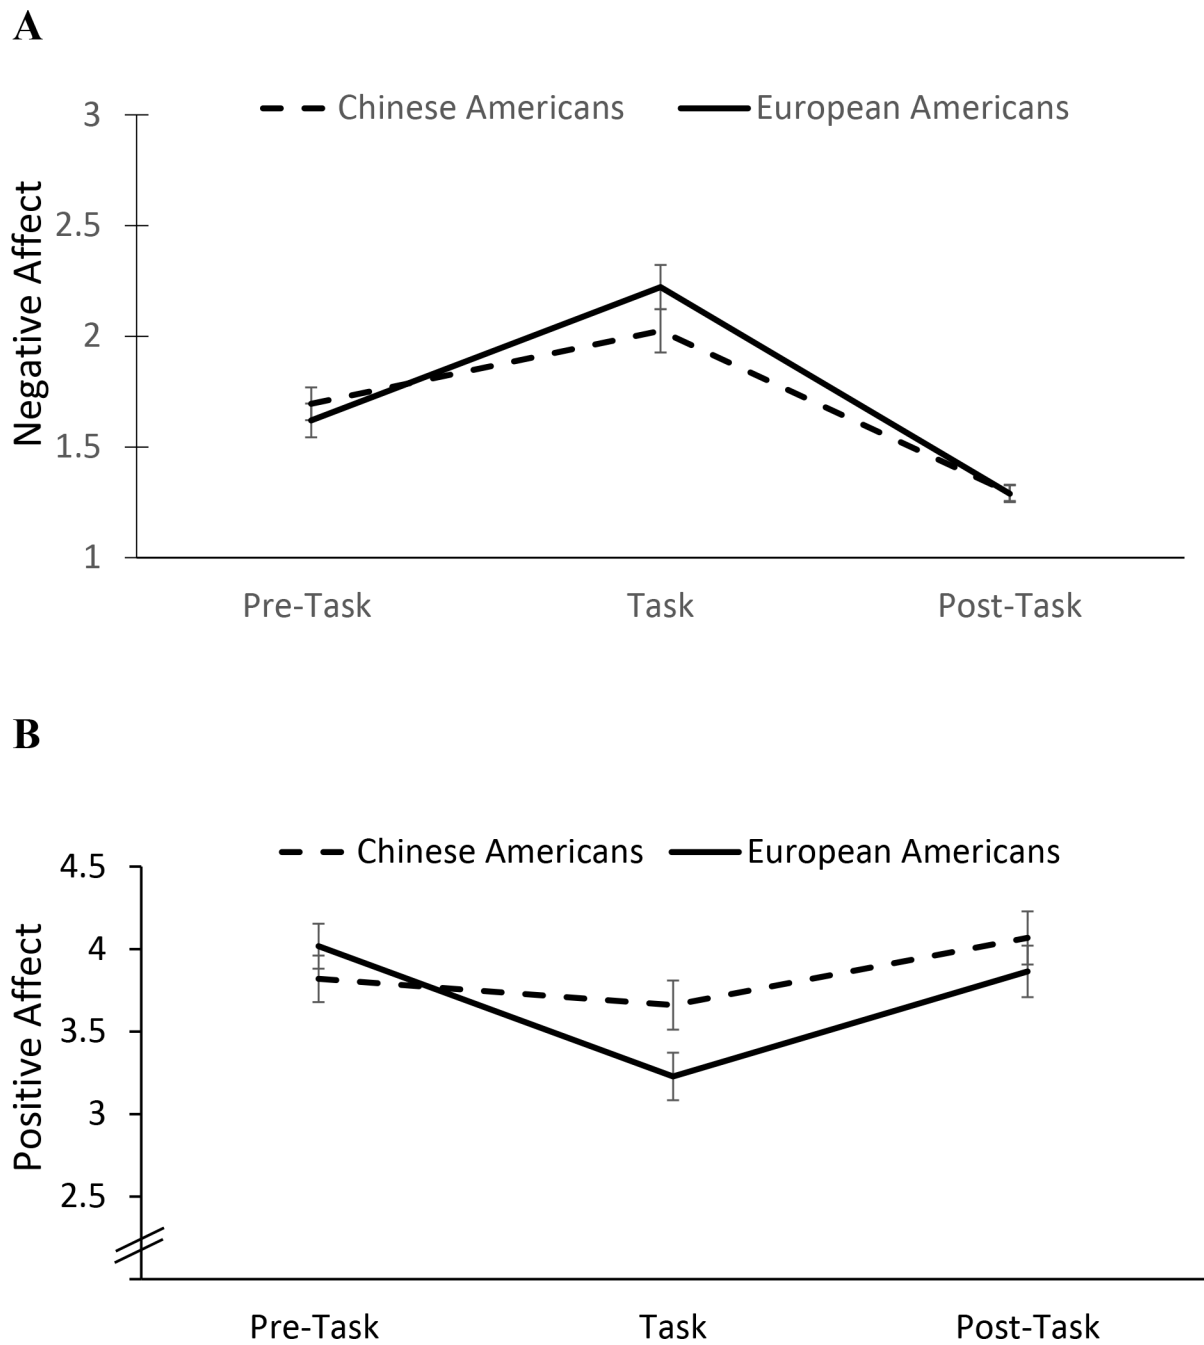 A
Chinese Americans European Americans
3
2.5
2
1.5
1
Negative Affect
Pre-Task Task Post-Task
B
Chinese Americans European Americans
4.5
4
3.5
3
2.5
Positive Affect
Pre-Task Task Post-Task